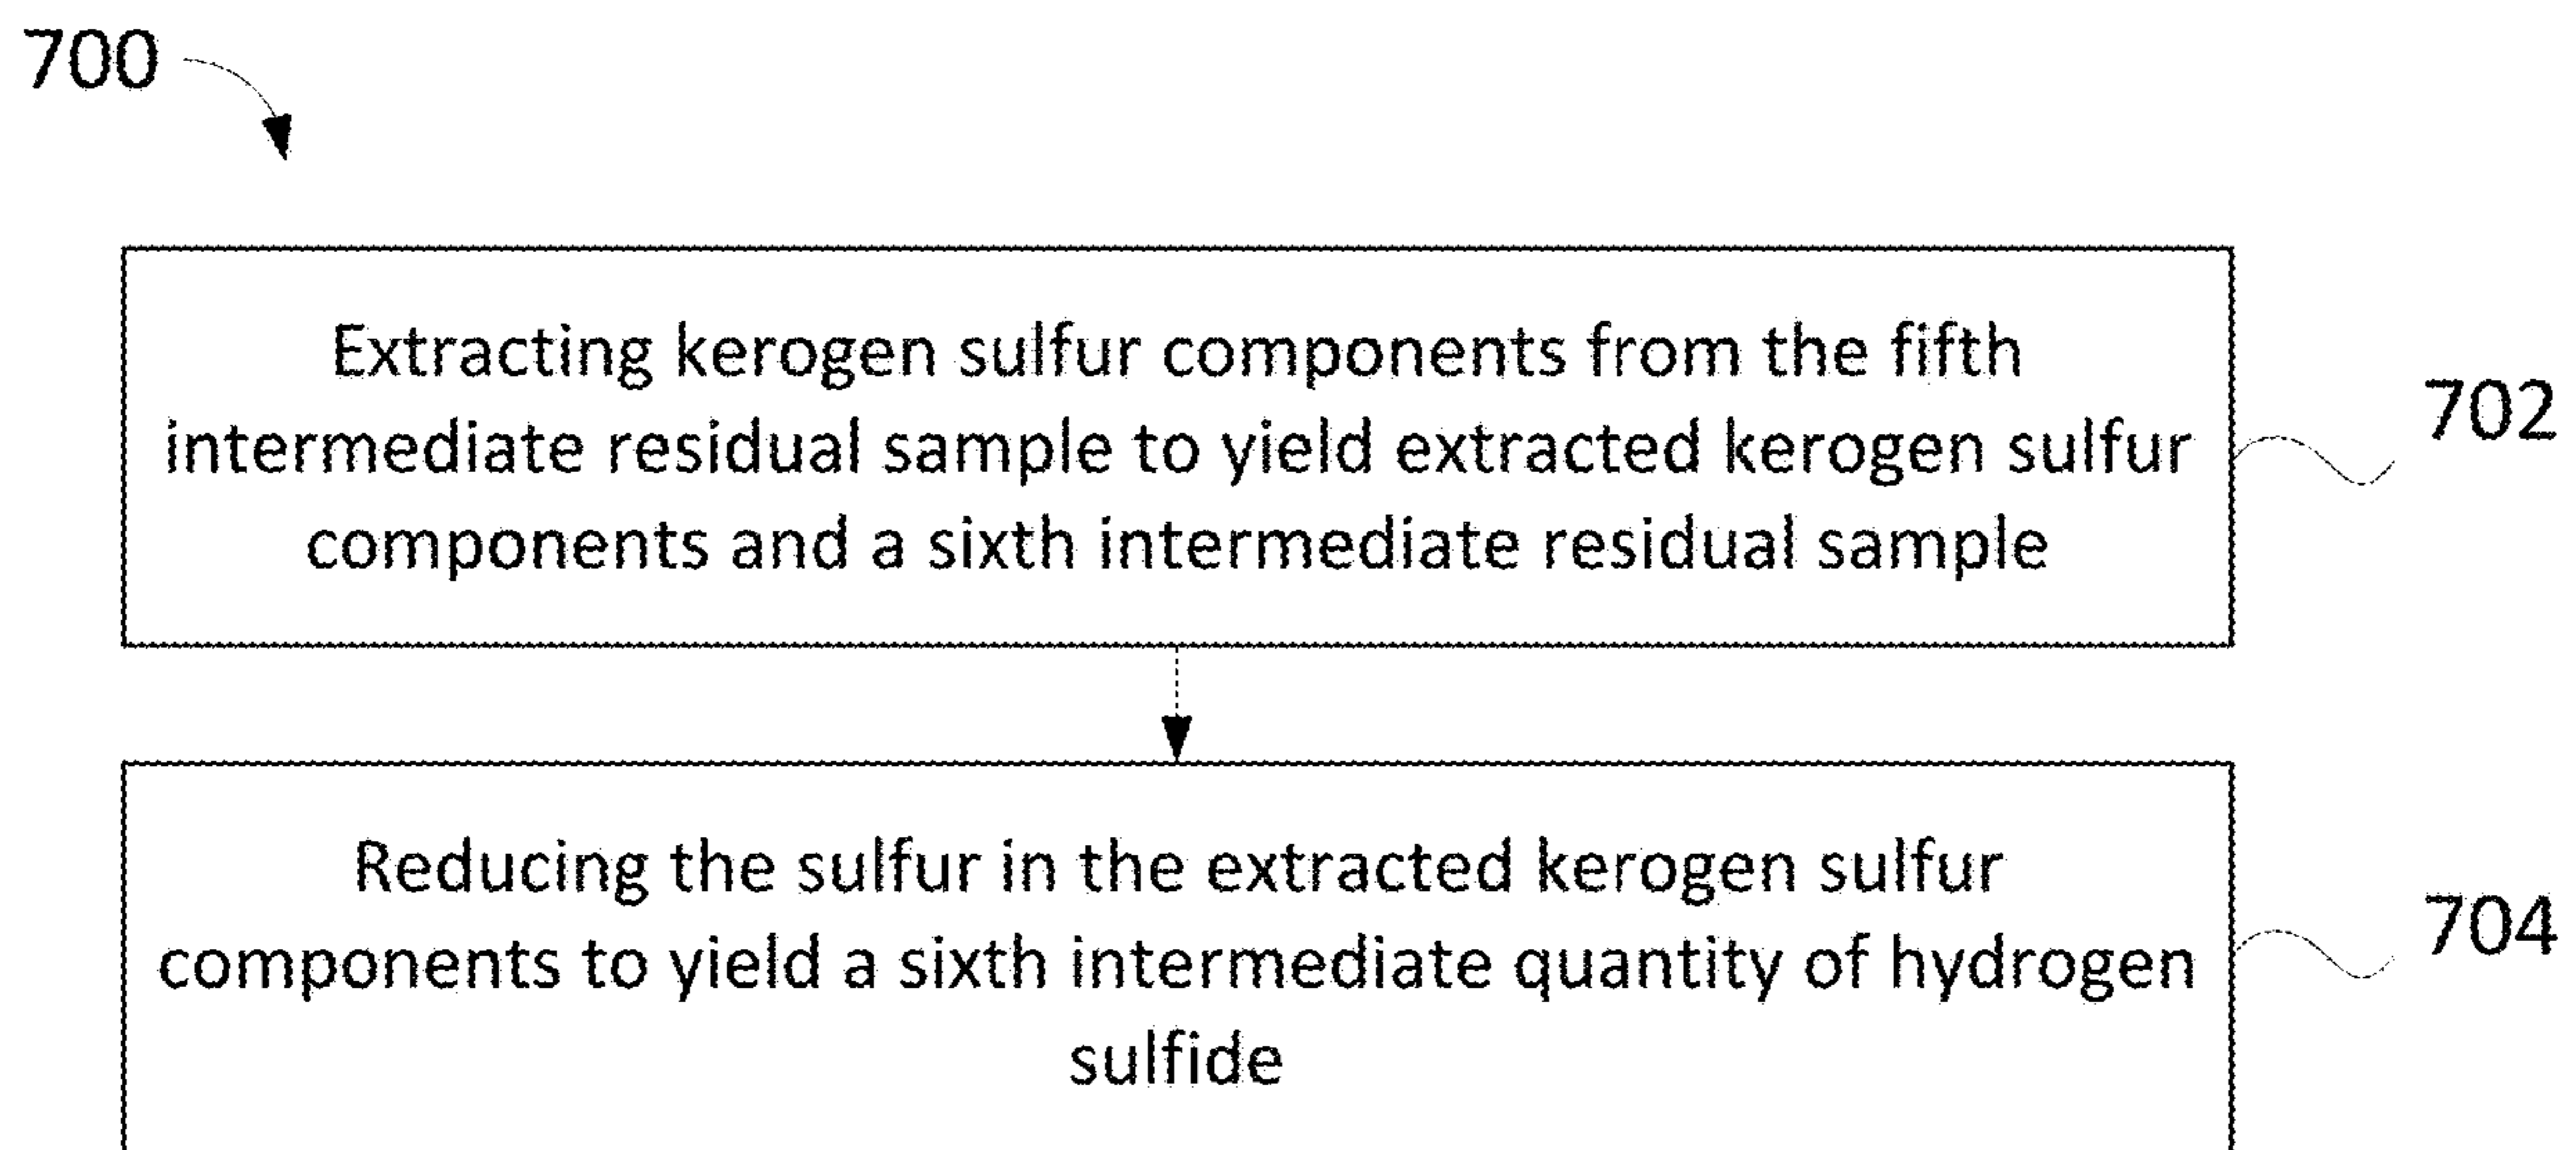 700
Extracting kerogen sulfur components from the fifth
intermediate residual sample to yield extracted kerogen sulfur
components and a sixth intermediate residual sample
702
Reducing the sulfur in the extracted kerogen sulfur
components to yield a sixth intermediate quantity of hydrogen
sulfide
704